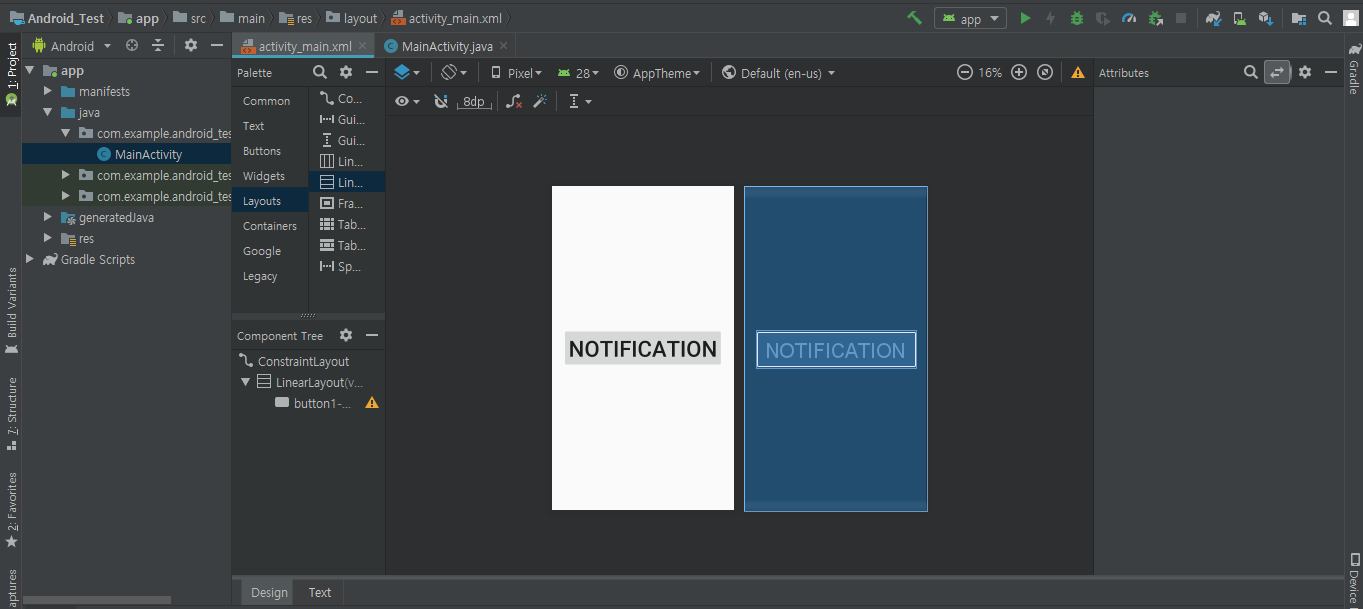 Android_Test app src main res layout activity_main.xml app
Android activity_main.xml MainActivity.java
1: Project
app
manifests
java
com.example.android_tes
MainActivity
com.example.android_tes
com.example.android_tes
generatedJava
res
Gradle Scripts
Build Variants
7: Structure
2: Favorites
aptures
Palette
Common
Text
Buttons
Widgets
Layouts
Containers
Google
Legacy
Co...
Gui...
Gui...
Lin...
Lin...
Fra...
Tab...
Tab...
Sp...
Component Tree
ConstraintLayout
LinearLayout(v...
button1-...
Pixel 28 AppTheme Default (en-us) 16%
8dp
NOTIFICATION
NOTIFICATION
Attributes
Gradle
Device
Design Text